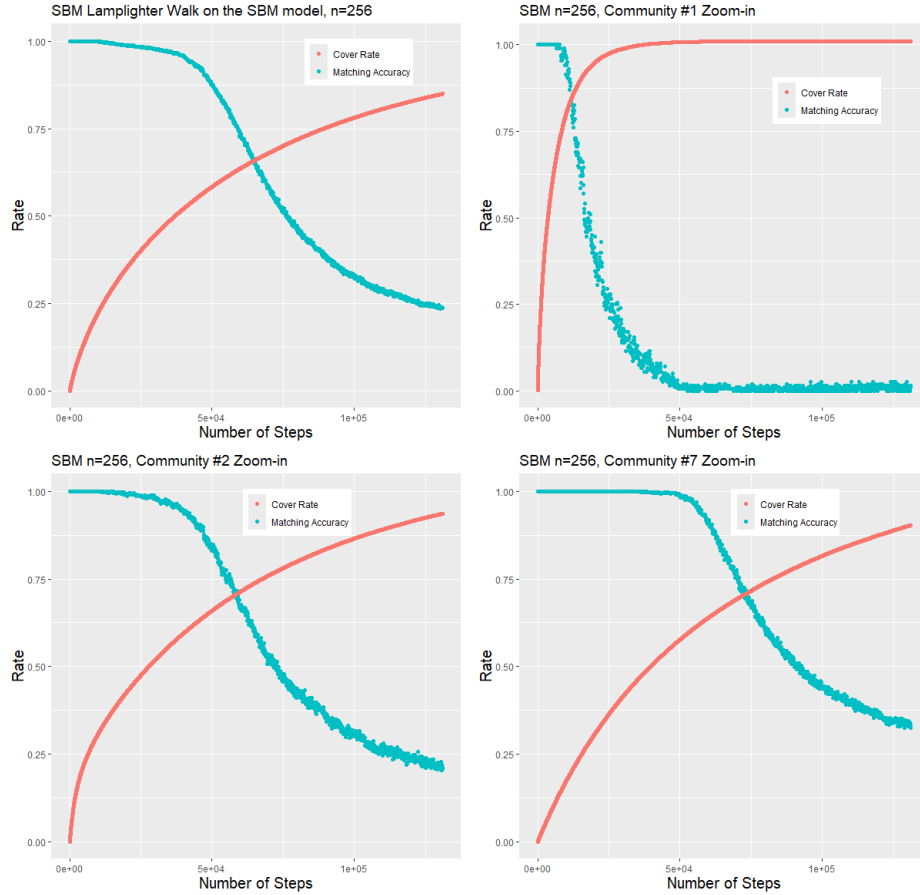 SBM Lamplighter Walk on the SBM model, n=256
1.00
0.75
0.50
0.25
0.00
Rate
Cover Rate
Matching Accuracy
0e+00
5e+04
1e+05
Number of Steps
SBM n=256, Community #1 Zoom-in
1.00
0.75
0.50
0.25
0.00
Rate
Cover Rate
Matching Accuracy
0e+00
5e+04
1e+05
Number of Steps
SBM n=256, Community #2 Zoom-in
1.00
0.75
0.50
0.25
0.00
Rate
Cover Rate
Matching Accuracy
0e+00
5e+04
1e+05
Number of Steps
SBM n=256, Community #7 Zoom-in
1.00
0.75
0.50
0.25
0.00
Rate
Cover Rate
Matching Accuracy
0e+00
5e+04
1e+05
Number of Steps